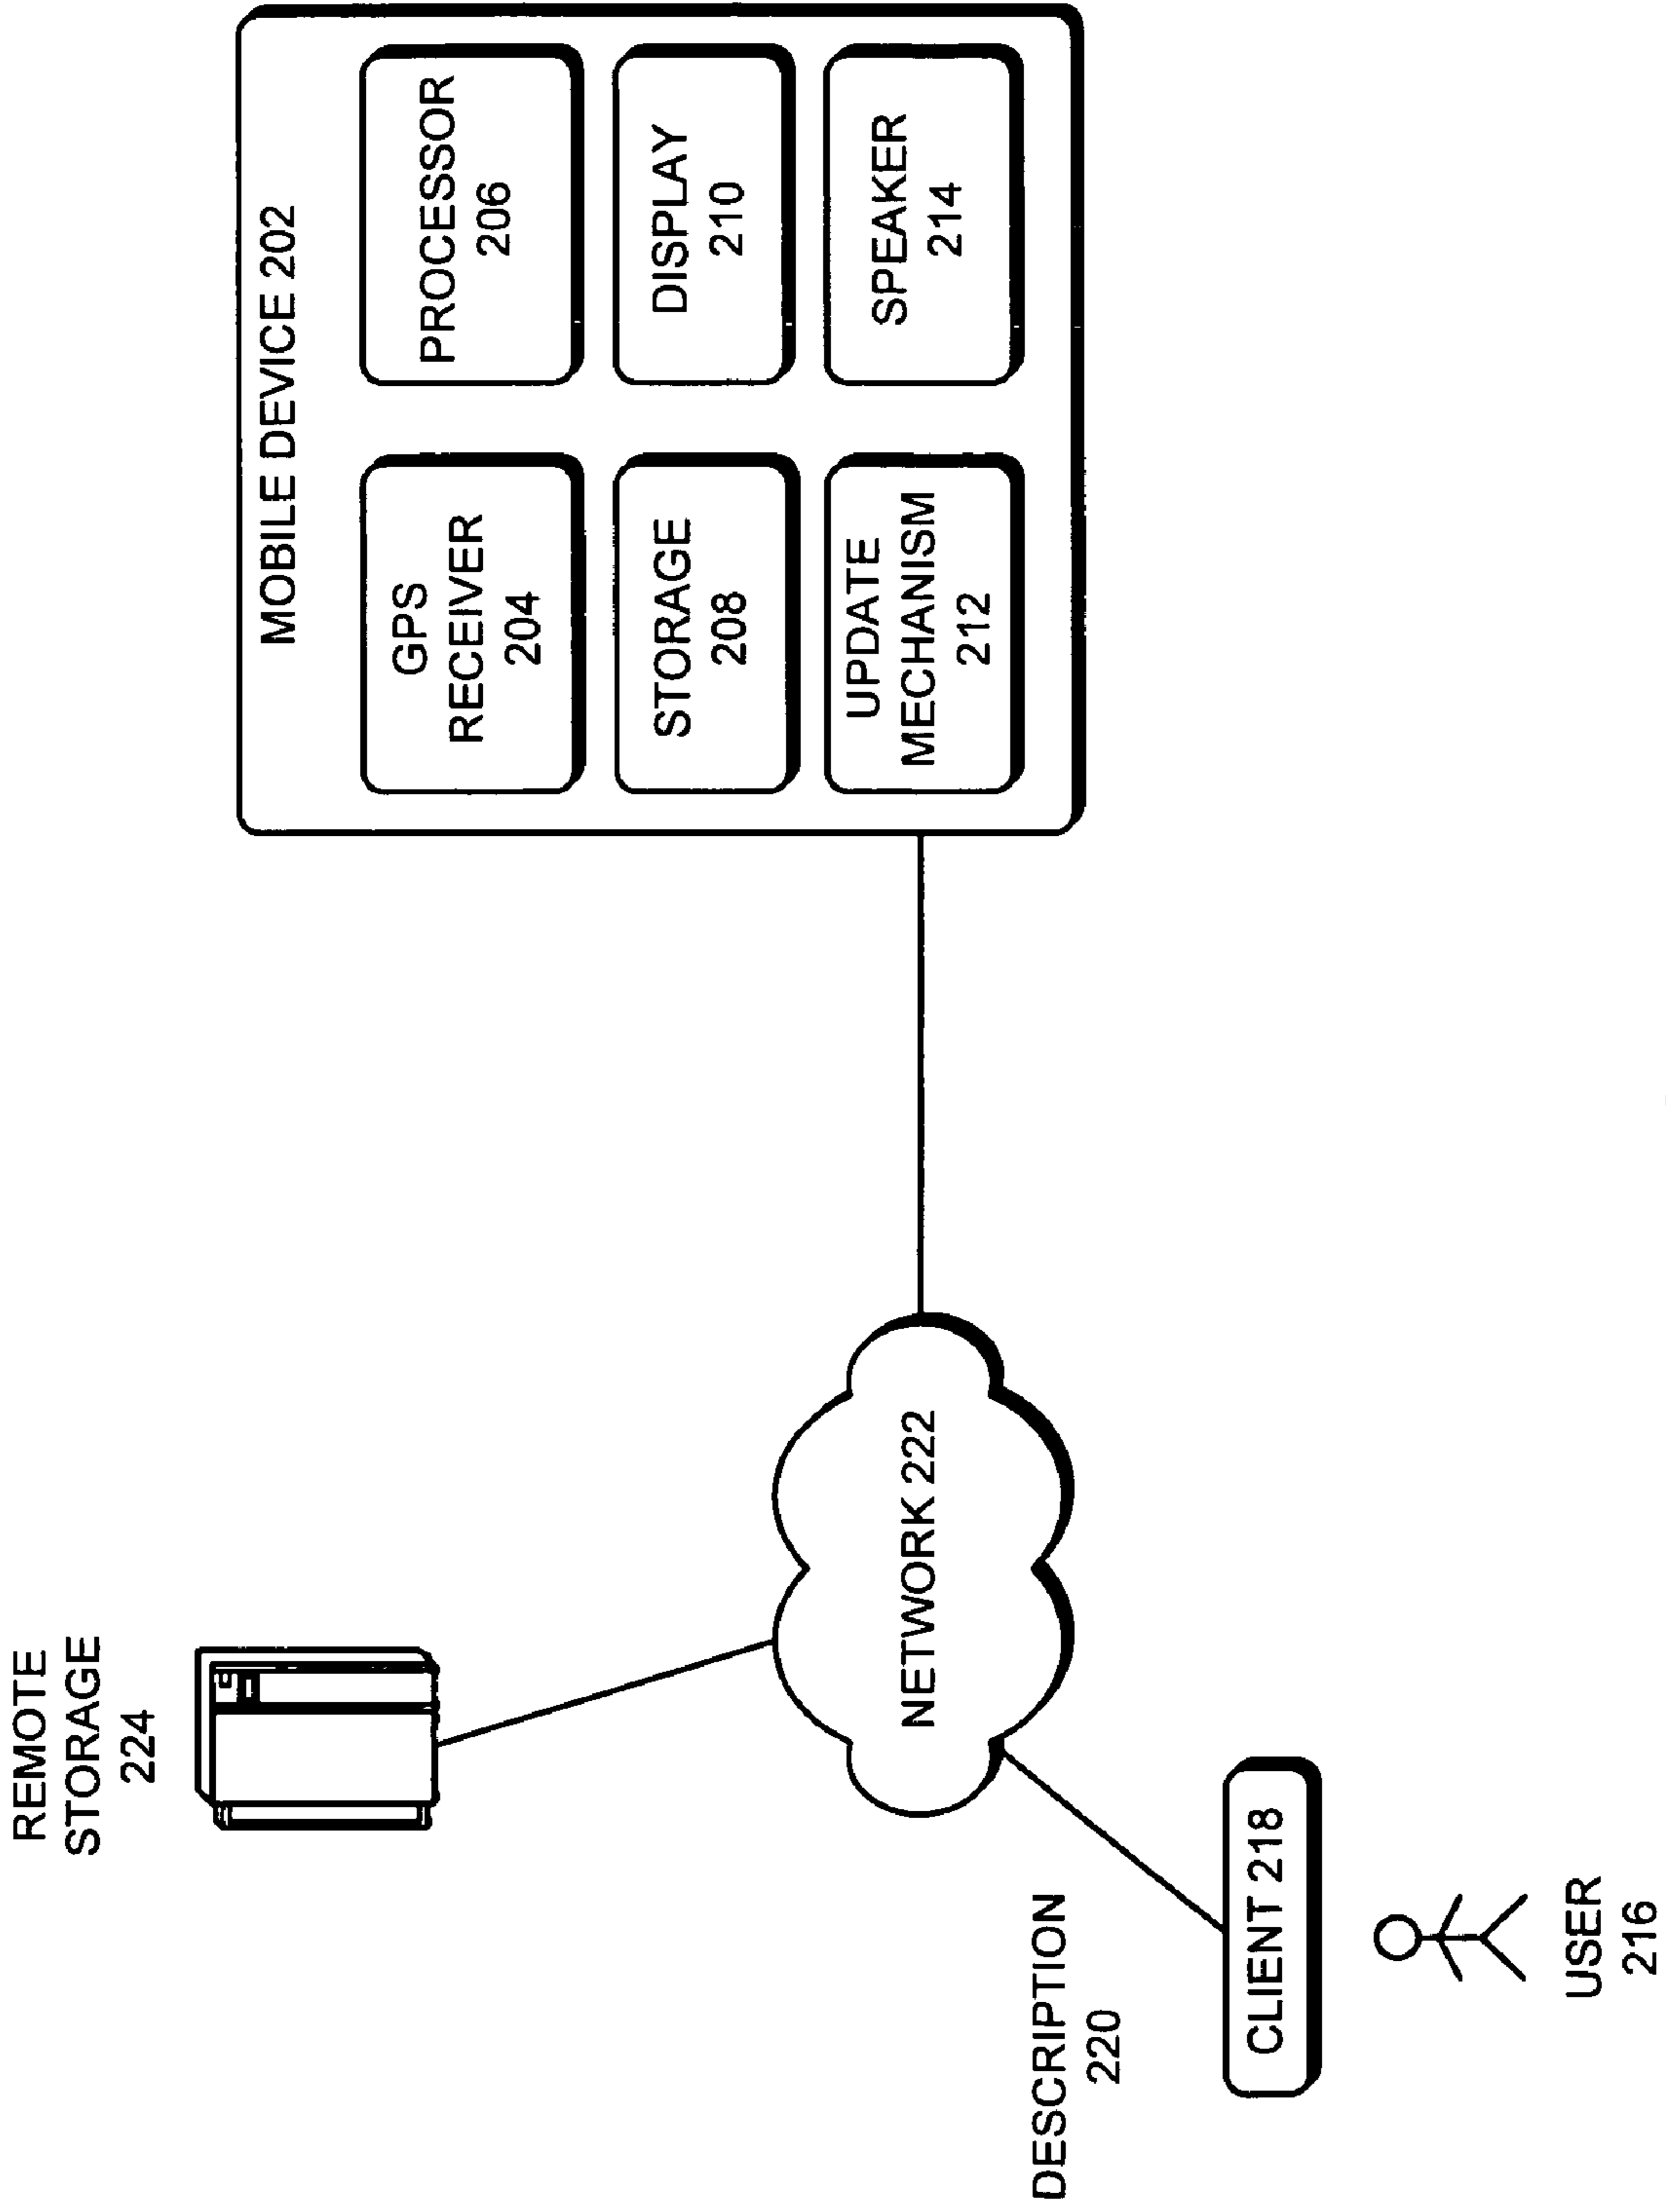 REMOTE
STORAGE
224
MOBILE DEVICE 202
GPS
RECEIVER
204
PROCESSOR
206
STORAGE
208
DISPLAY
210
UPDATE
MECHANISM
212
SPEAKER
214
NETWORK 222
DESCRIPTION
220
CLIENT 218
USER
216